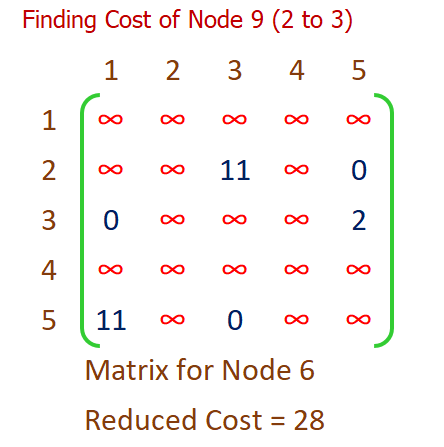 Finding Cost of Node 9 (2 to 3)
1 2 3 4 5
1 ∞ ∞ ∞ ∞ ∞
2 ∞ ∞ 11 ∞ 0
3 0 ∞ ∞ ∞ 2
4 ∞ ∞ ∞ ∞ ∞
5 11 ∞ 0 ∞ ∞
Matrix for Node 6
Reduced Cost = 28